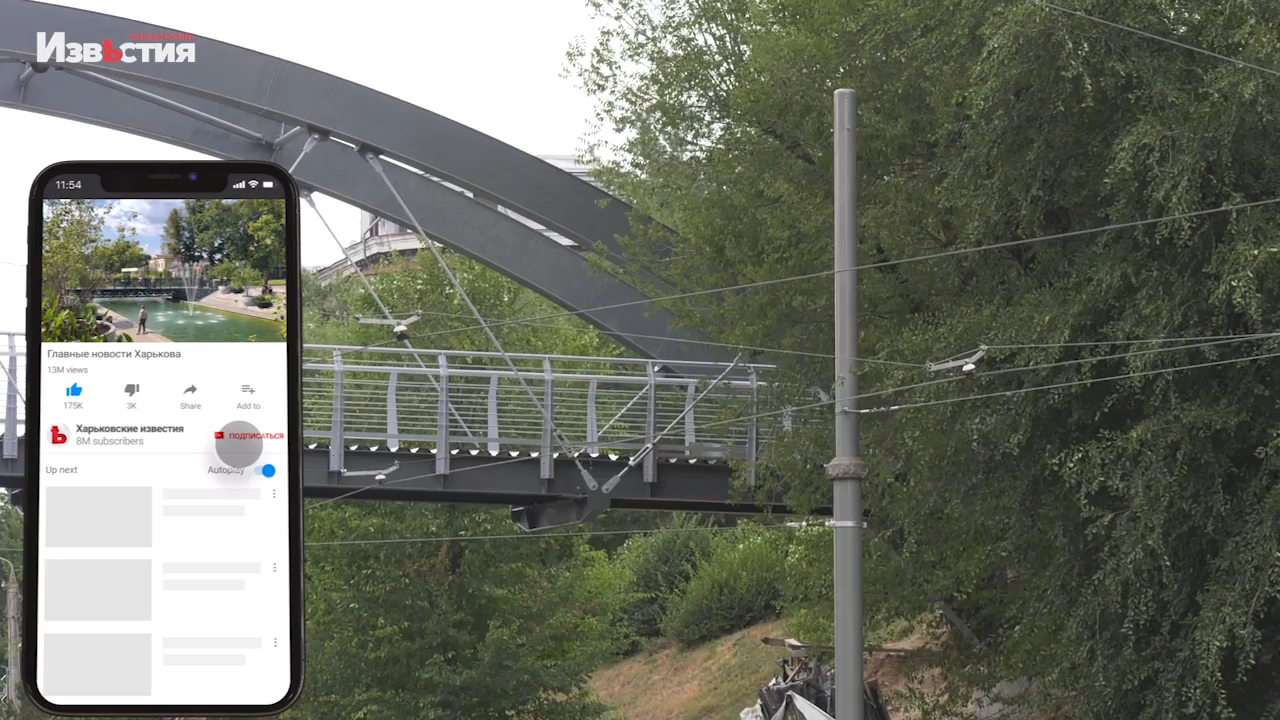 ХАРЬКОВСКИЕ
ИзвЪстия
11:54
Главные новости Харькова
13M views
175K
3K
Share
Add to
Ъ
Харьковские известия
8M subscribers
ПОДПИСАТЬСЯ
Up next
Autoplay